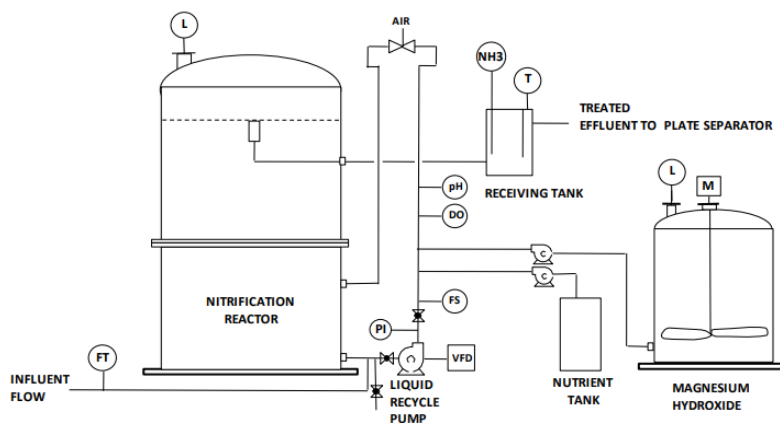 L
AIR
NH3
T
TREATED
EFFLUENT TO PLATE SEPARATOR
pH
RECEIVING TANK
L
M
DO
C
C
NITRIFICATION
REACTOR
FS
PI
FT
VFD
INFLUENT
FLOW
LIQUID
RECYCLE
PUMP
NUTRIENT
TANK
MAGNESIUM
HYDROXIDE